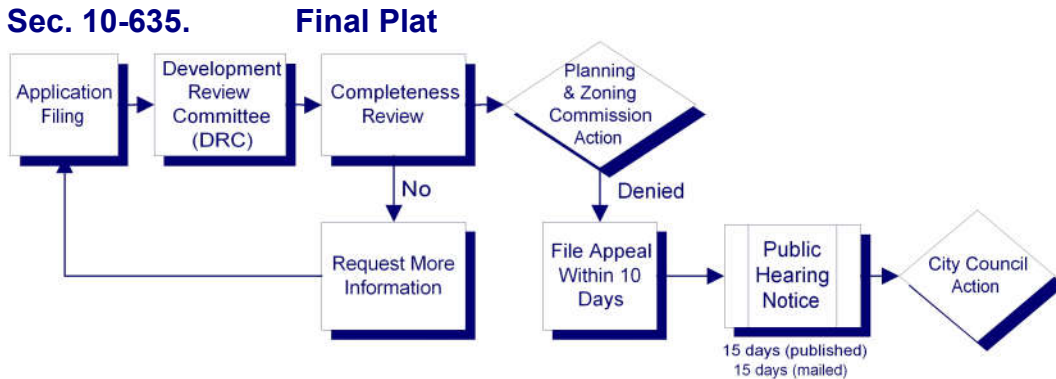 Sec. 10-635. Final Plat
Application
Filing
Development
Review
Committee
(DRC)
Completeness
Review
Planning
& Zoning
Commission
Action
No
Denied
Request More
Information
File Appeal
Within 10
Days
Public
Hearing
Notice
City Council
Action
15 days (published)
15 days (mailed)